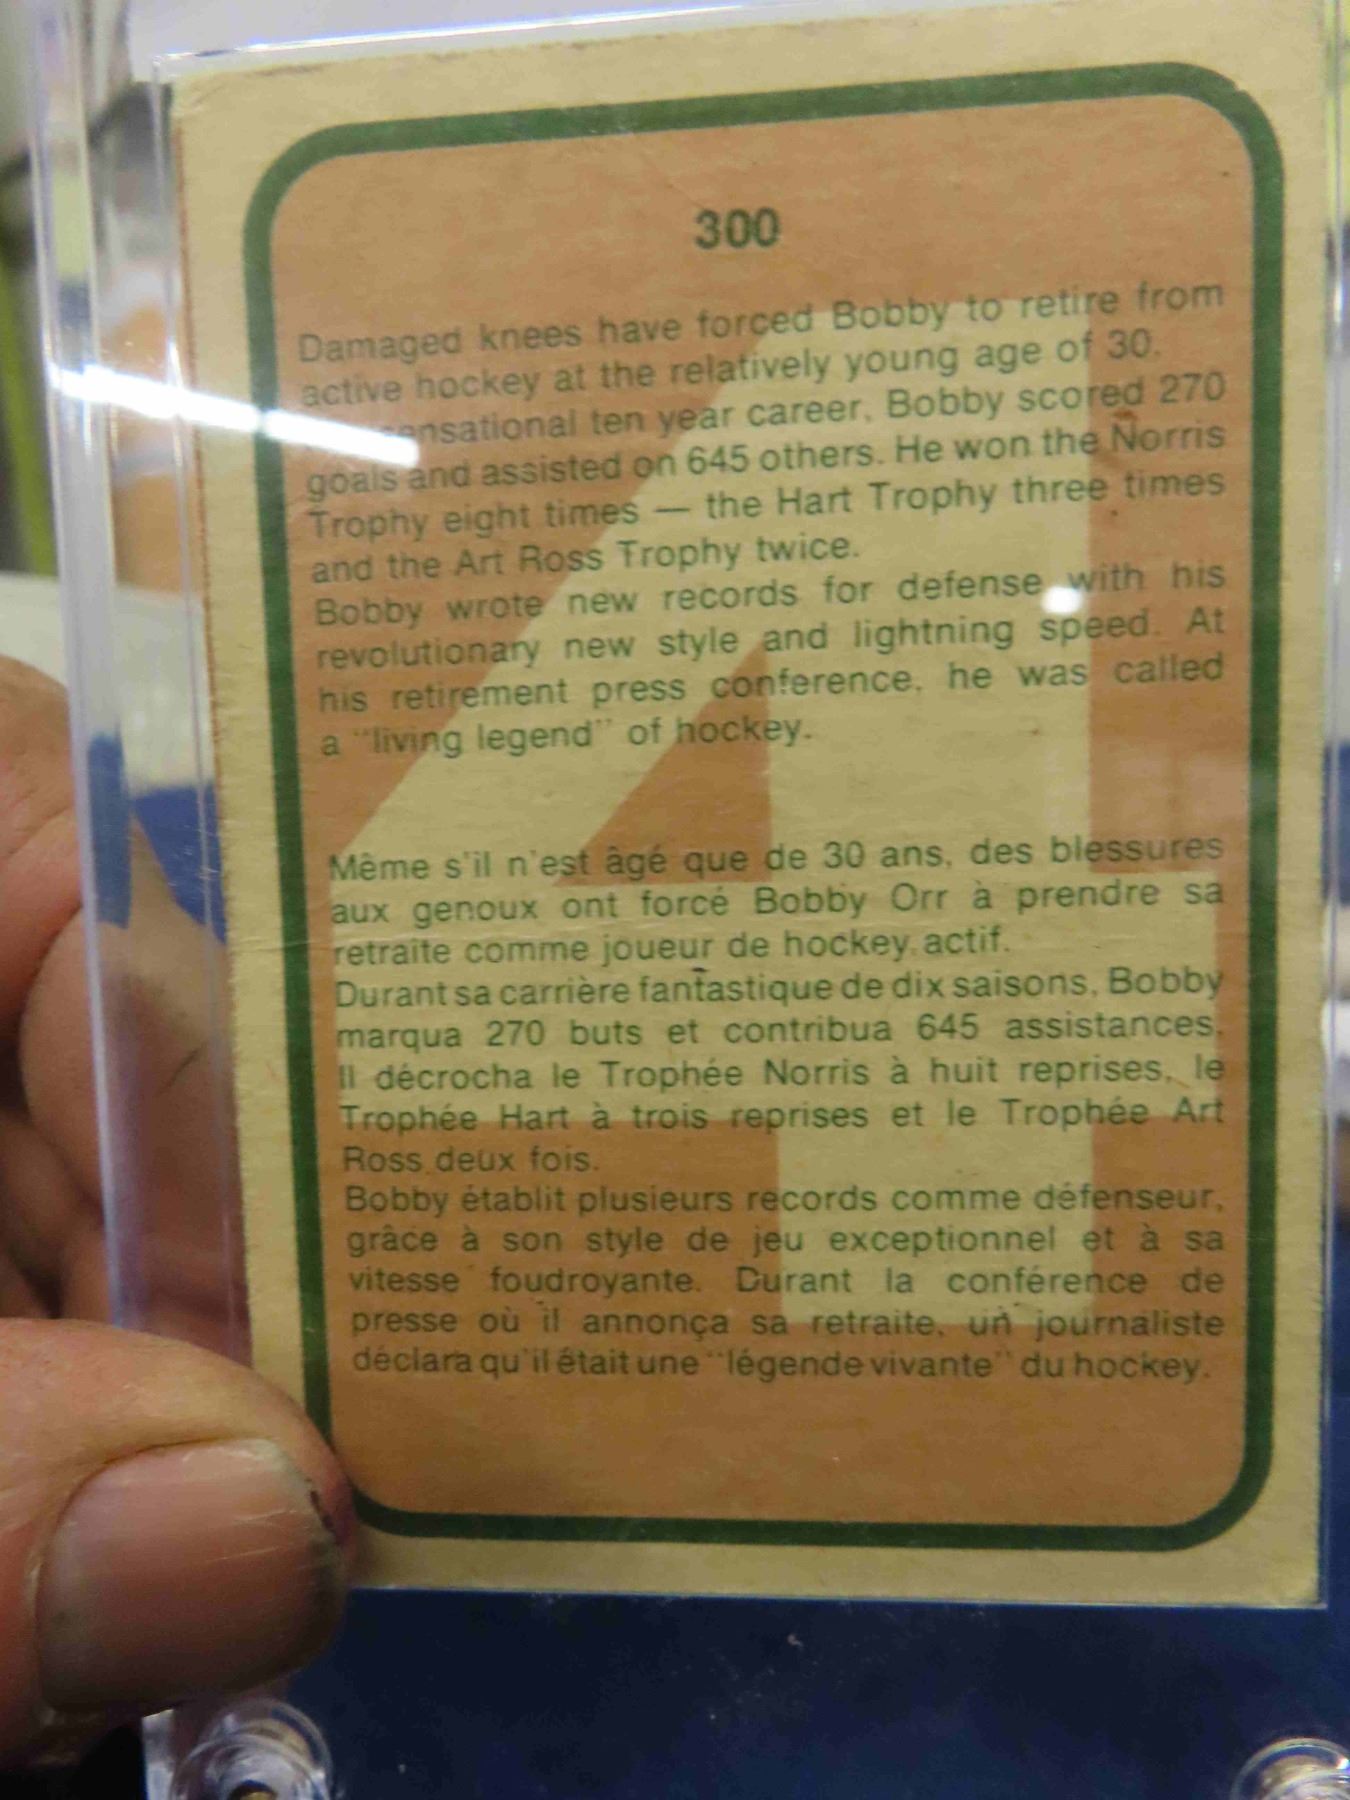 300
Damaged knees have forced Bobby to retire from
active hockey at the relatively young age of 30.
ten year career, Bobby scored 270
goals and assisted on 645 others. He won the Norris
Trophy eight times — the Hart Trophy three times
and the Art Ross Trophy twice.
Bobby wrote new records for defense with his
revolutionary new style and lightning speed. At
his retirement press conference, he was called
a "living legend" of hockey.
Même s'il n'est âgé que de 30 ans, des blessures
aux genoux ont forcé Bobby Orr à prendre sa
retraite comme joueur de hockey actif.
Durant sa carrière fantastique de dix saisons, Bobby
marqua 270 buts et contribua 645 assistances.
Il décrocha le Trophée Norris à huit reprises, le
Trophée Hart à trois reprises et le Trophée Art
Ross deux fois.
Bobby établit plusieurs records comme défenseur,
grâce à son style de jeu exceptionnel et à sa
vitesse foudroyante. Durant la conférence de
presse où il annonça sa retraite, un journaliste
déclara qu'il était une "légende vivante" du hockey.
4